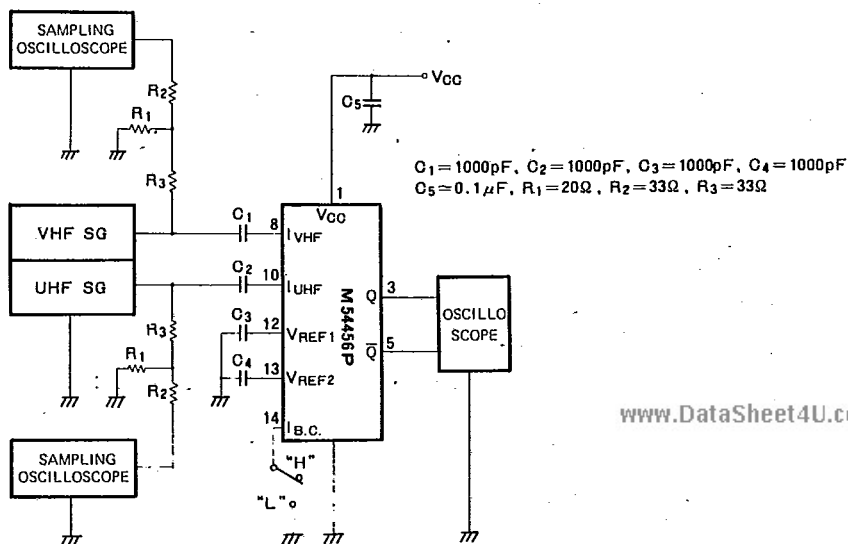 SAMPLING
OSCILLOSCOPE
R₂
R₁
R₃
VCC
C₅
C₁=1000pF, C₂=1000pF, C₃=1000pF, C₄=1000pF
C₅≃0.1μF, R₁=20Ω, R₂=33Ω, R₃=33Ω
1
VCC
VHF SG
C₁
8
IVHF
UHF SG
C₂
10
IUHF
M54456P
Q
3
OSCILLO
SCOPE
C₃
12
VREF1
Q̅
5
R₃
R₁
R₂
C₄
13
VREF2
14
IB.C.
"H"
"L"
SAMPLING
OSCILLOSCOPE
www.DataSheet4U.co